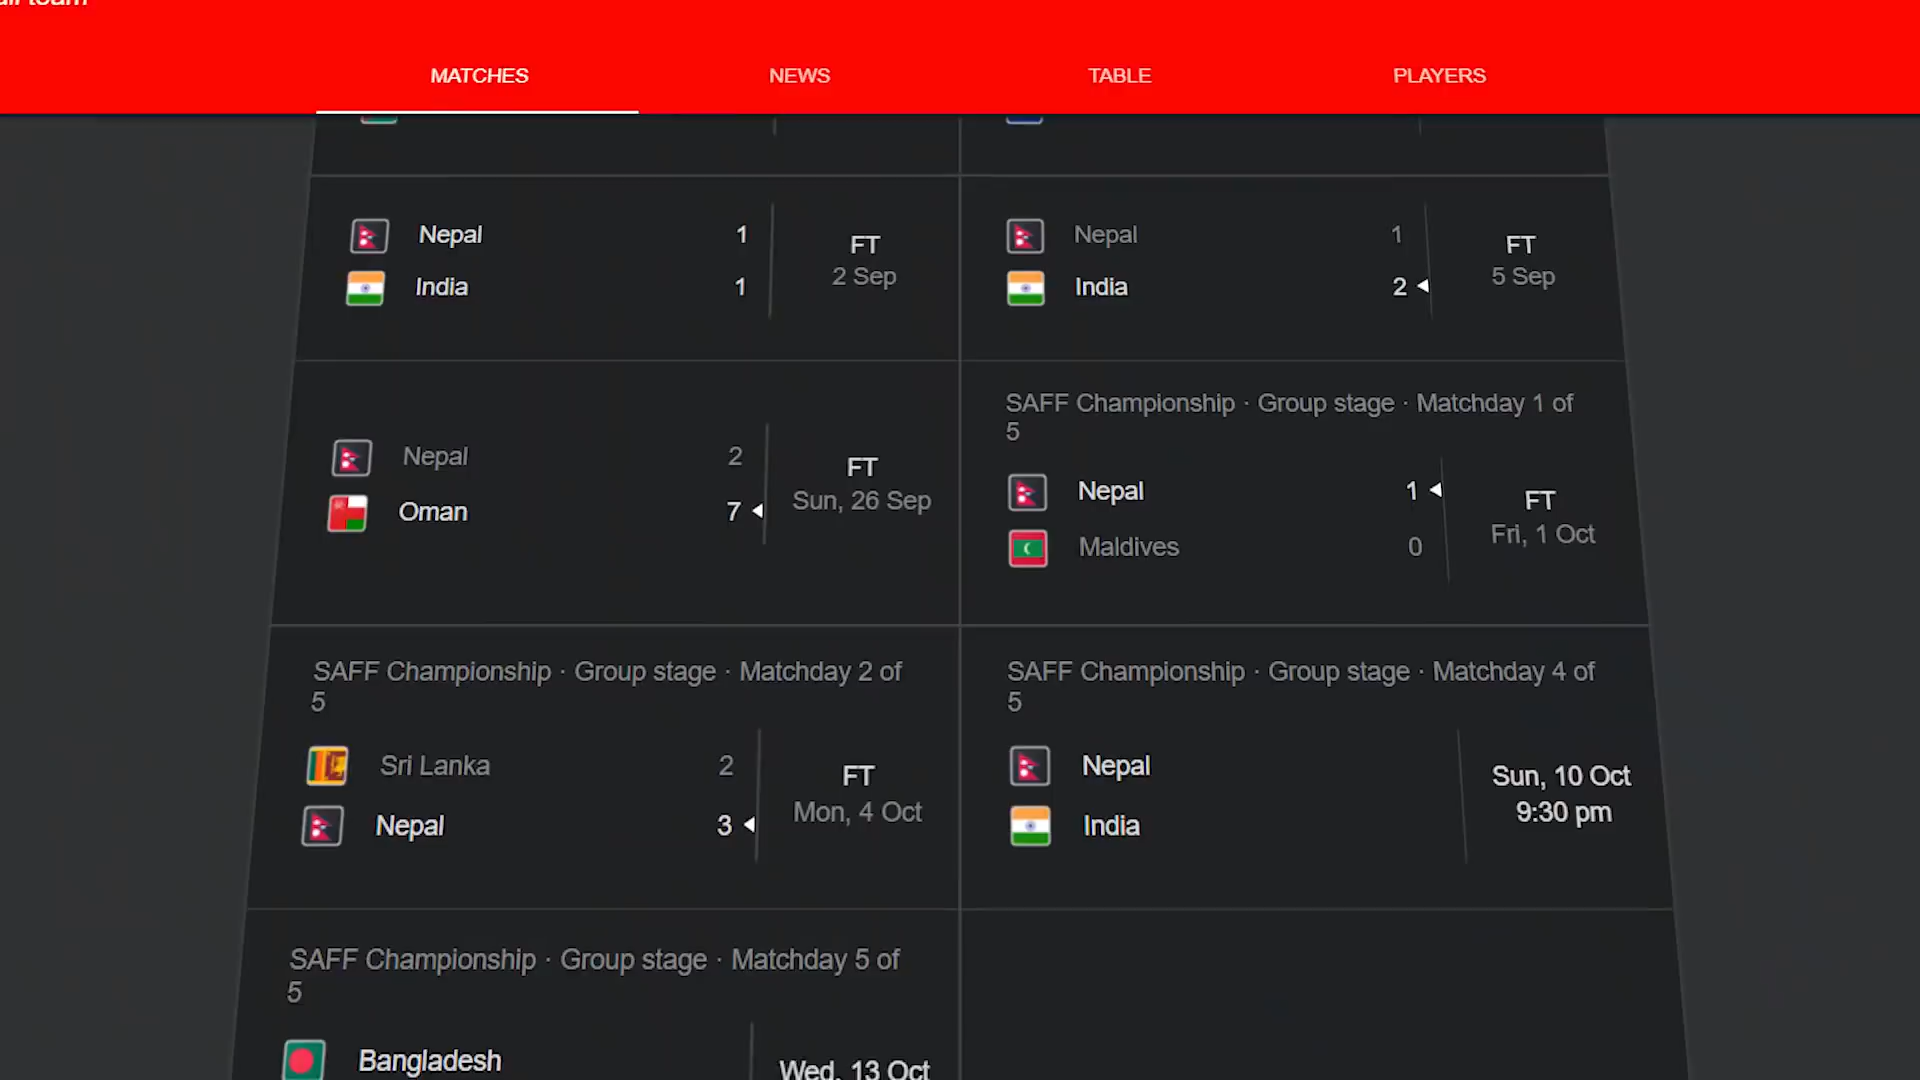 team
MATCHES
NEWS
TABLE
PLAYERS
Nepal 1
India 1
FT
2 Sep
Nepal 1
India 2
FT
5 Sep
Nepal 2
Oman 7
FT
Sun, 26 Sep
SAFF Championship · Group stage · Matchday 1 of
5
Nepal 1
Maldives 0
FT
Fri, 1 Oct
SAFF Championship · Group stage · Matchday 2 of
5
Sri Lanka 2
Nepal 3
FT
Mon, 4 Oct
SAFF Championship · Group stage · Matchday 4 of
5
Nepal
India
Sun, 10 Oct
9:30 pm
SAFF Championship · Group stage · Matchday 5 of
5
Bangladesh
Wed, 13 Oct